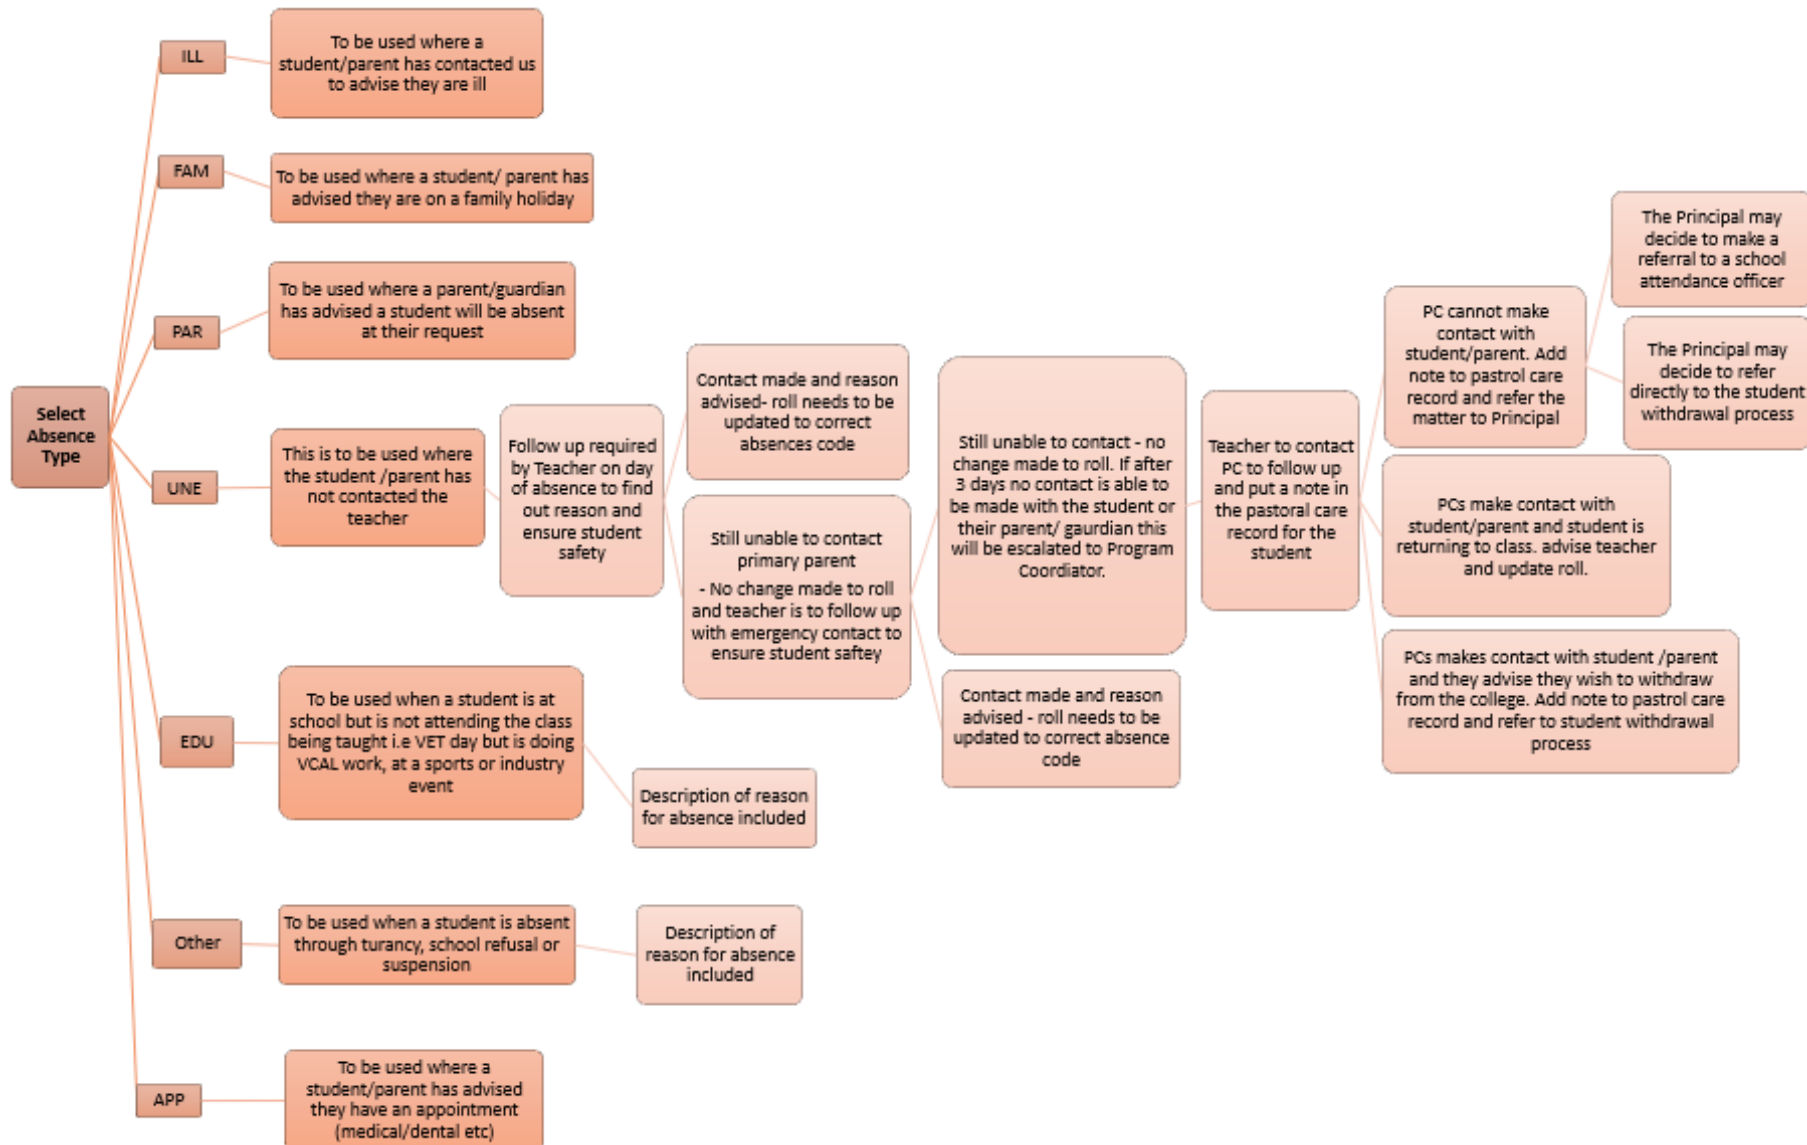 Select
Absence
Type
ILL
To be used where a
student/parent has contacted us
to advise they are ill
FAM
To be used where a student/ parent has
advised they are on a family holiday
PAR
To be used where a parent/guardian
has advised a student will be absent
at their request
UNE
This is to be used where
the student /parent has
not contacted the
teacher
Follow up required
by Teacher on day
of absence to find
out reason and
ensure student
safety
Contact made and reason
advised- roll needs to be
updated to correct
absences code
Still unable to contact
primary parent
- No change made to roll
and teacher is to follow up
with emergency contact to
ensure student saftey
Still unable to contact - no
change made to roll. If after
3 days no contact is able to
be made with the student or
their parent/ gaurdian this
will be escalated to Program
Coordiator.
Contact made and reason
advised - roll needs to be
updated to correct absence
code
Teacher to contact
PC to follow up
and put a note in
the pastoral care
record for the
student
PC cannot make
contact with
student/parent. Add
note to pastrol care
record and refer the
matter to Principal
The Principal may
decide to make a
referral to a school
attendance officer
The Principal may
decide to refer
directly to the student
withdrawal process
PCs make contact with
student/parent and student is
returning to class. advise teacher
and update roll.
PCs makes contact with student /parent
and they advise they wish to withdraw
from the college. Add note to pastrol care
record and refer to student withdrawal
process
EDU
To be used when a student is at
school but is not attending the class
being taught i.e VET day but is doing
VCAL work, at a sports or industry
event
Description of reason
for absence included
Other
To be used when a student is absent
through turancy, school refusal or
suspension
Description of
reason for absence
included
APP
To be used where a
student/parent has advised
they have an appointment
(medical/dental etc)